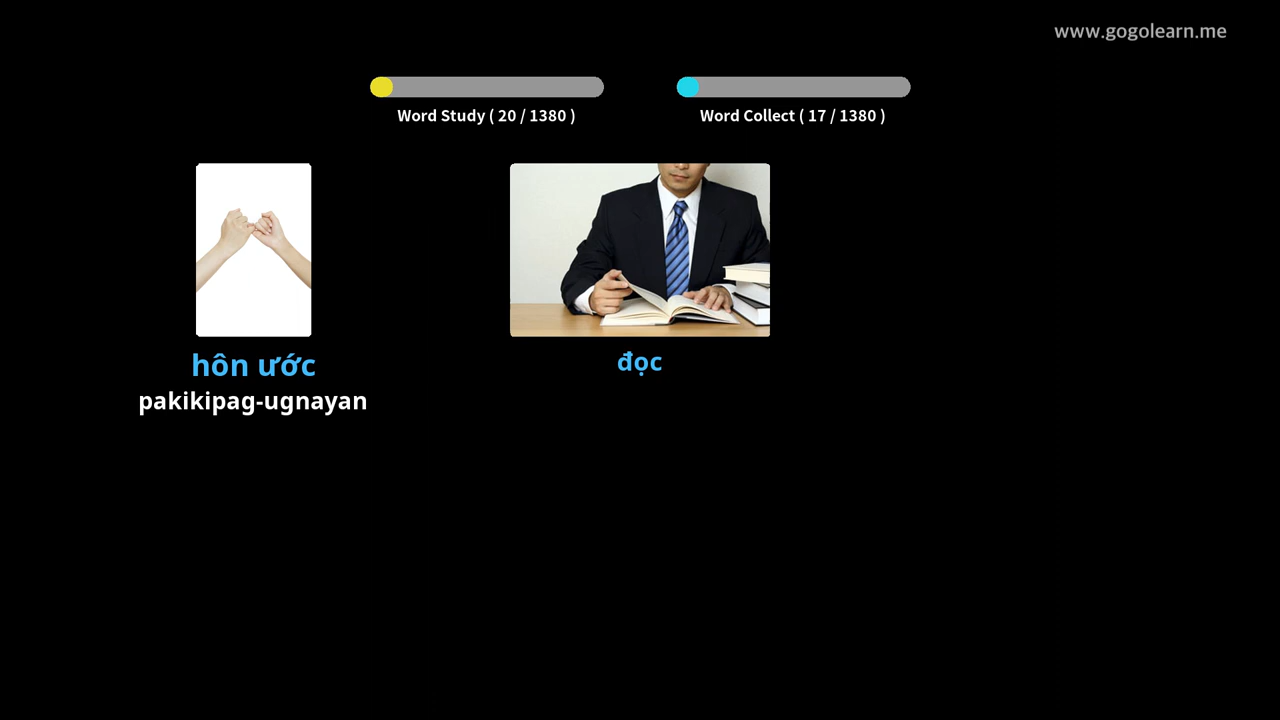 www.gogolearn.me
Word Study ( 20 / 1380 )
Word Collect ( 17 / 1380 )
hôn ước
pakikipag-ugnayan
đọc